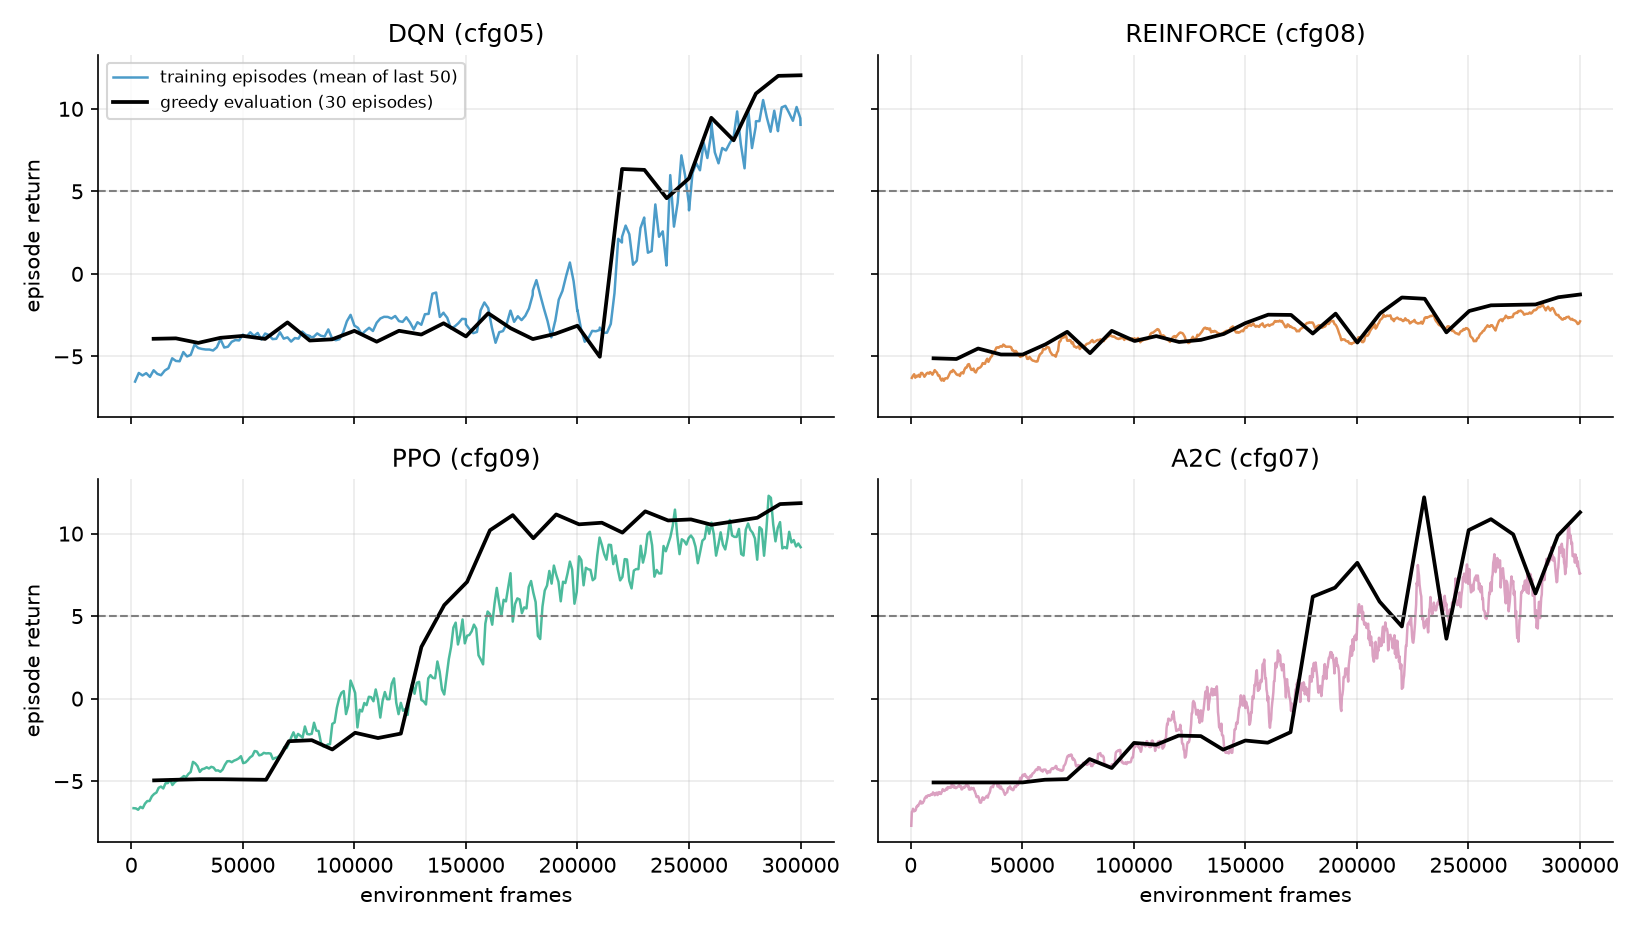 DQN (cfg05)
REINFORCE (cfg08)
training episodes (mean of last 50)
greedy evaluation (30 episodes)
episode return
10
5
0
−5
PPO (cfg09)
A2C (cfg07)
episode return
10
5
0
−5
0 50000 100000 150000 200000 250000 300000
0 50000 100000 150000 200000 250000 300000
environment frames
environment frames